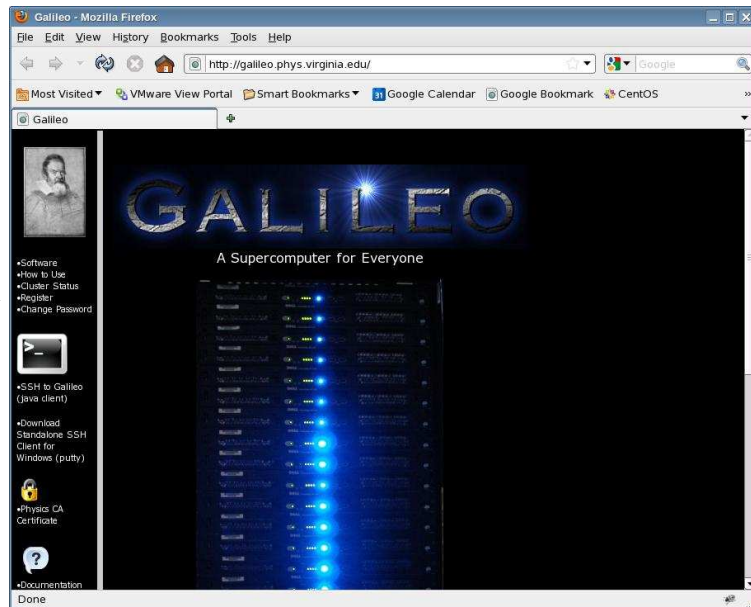 Galileo - Mozilla Firefox
File Edit View History Bookmarks Tools Help
http://galileo.phys.virginia.edu/
Google
Most Visited VMware View Portal Smart Bookmarks 31 Google Calendar Google Bookmark CentOS »
Galileo
GALILEO
A Supercomputer for Everyone
•Software
•How to Use
•Cluster Status
•Register
•Change Password
>_
•SSH to Galileo
(java client)
•Download
Standalone SSH
Client for
Windows (putty)
•Physics CA
Certificate
?
•Documentation
Done